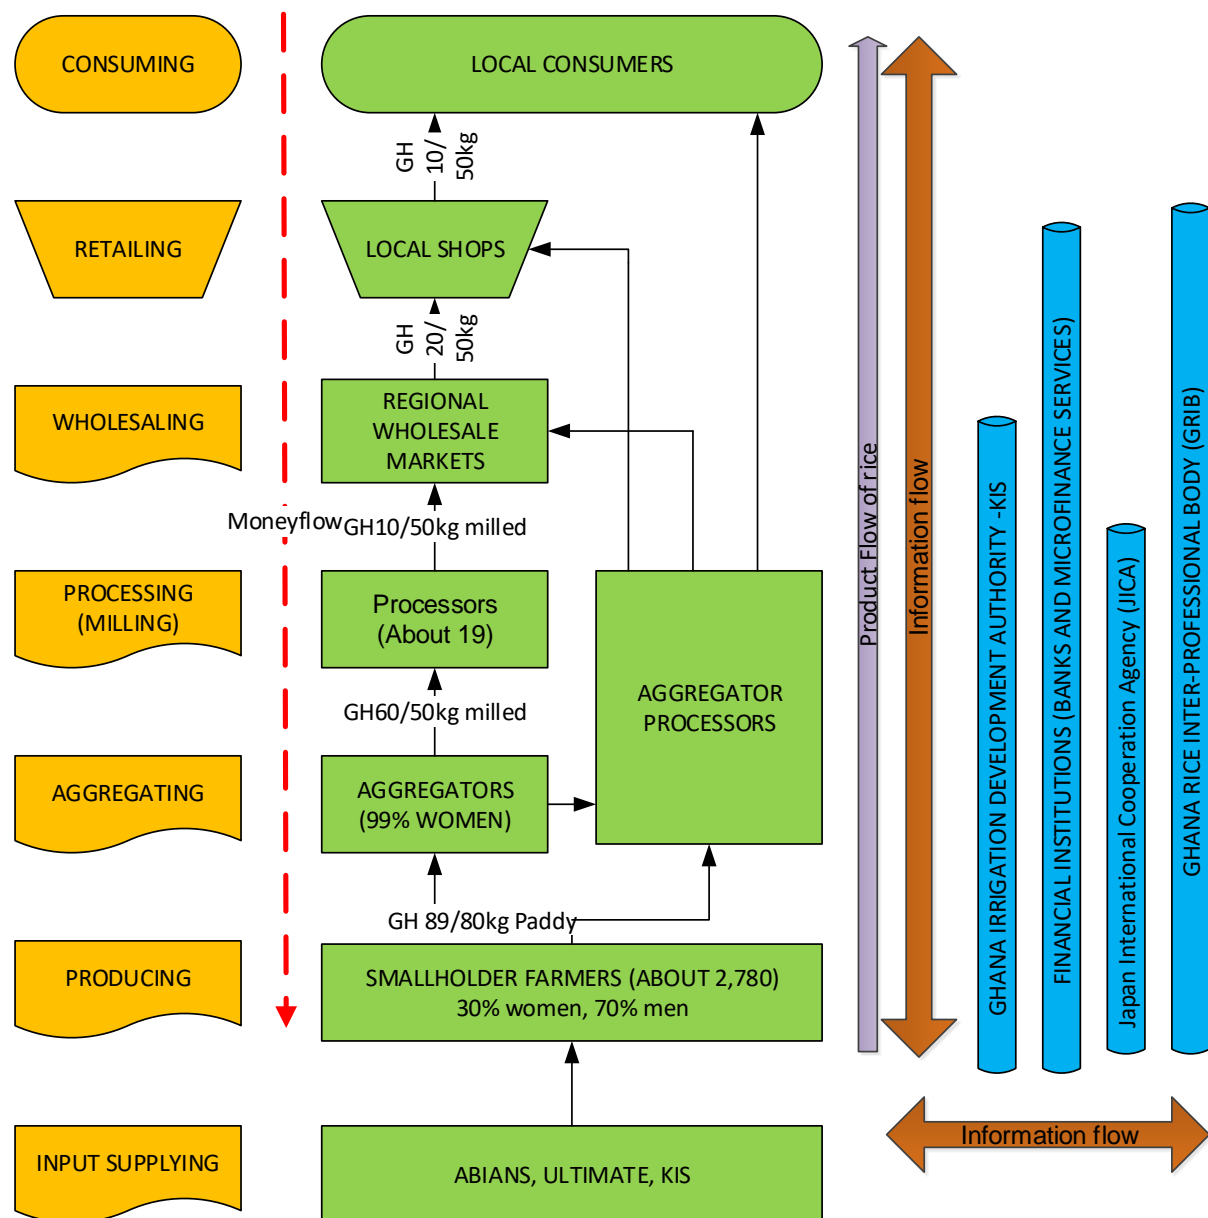 CONSUMING
LOCAL CONSUMERS
GH
10/
50kg
RETAILING
LOCAL SHOPS
GH
20/
50kg
WHOLESALING
REGIONAL
WHOLESALE
MARKETS
Moneyflow
GH10/50kg milled
PROCESSING
(MILLING)
Processors
(About 19)
GH60/50kg milled
AGGREGATOR
PROCESSORS
AGGREGATING
AGGREGATORS
(99% WOMEN)
GH 89/80kg Paddy
PRODUCING
SMALLHOLDER FARMERS (ABOUT 2,780)
30% women, 70% men
INPUT SUPPLYING
ABIANS, ULTIMATE, KIS
Product Flow of rice
Information flow
GHANA IRRIGATION DEVELOPMENT AUTHORITY -KIS
FINANCIAL INSTITUTIONS (BANKS AND MICROFINANCE SERVICES)
Japan International Cooperation Agency (JICA)
GHANA RICE INTER-PROFESSIONAL BODY (GRIB)
Information flow